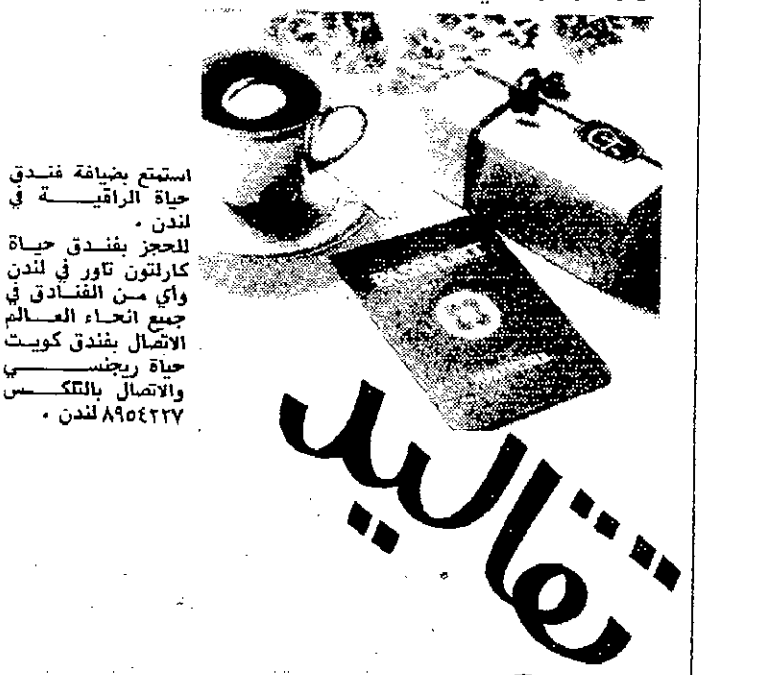 استمتع بضيافة فندق
حياة الراقية في
لندن .
للحجز بفندق حياة
كارلتون تاور في لندن
وأي من الفنادق في
جميع انحاء العالم
الاتصال بفندق كويت
حياة ريجنسي
والاتصال بالتلكس
٨٩٥٤٢٢٧ لندن .
تقاليد